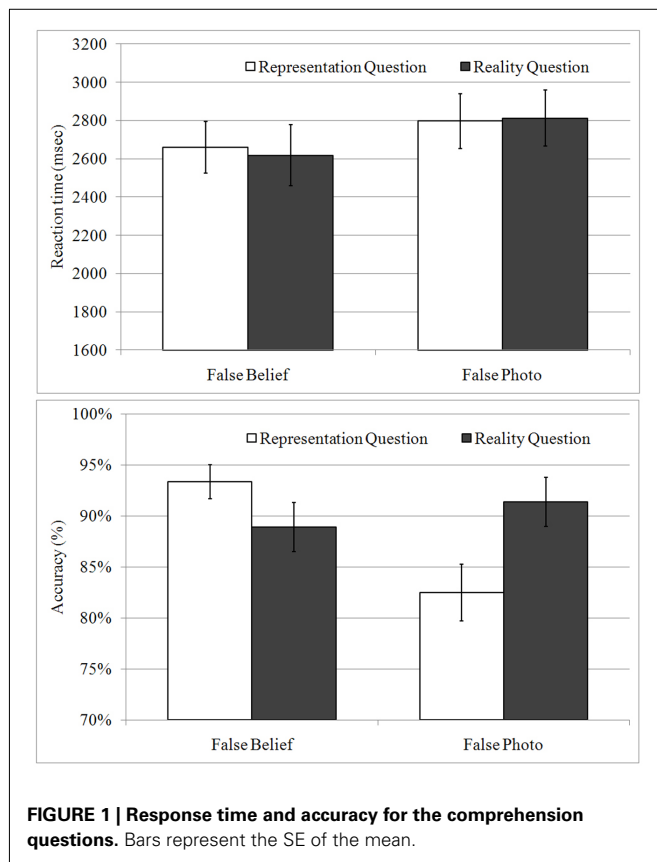 3200
Representation Question Reality Question
3000
2800
2600
2400
2200
2000
1800
1600
Reaction time (msec)
False Belief False Photo
100%
Representation Question Reality Question
95%
90%
85%
80%
75%
70%
Accuracy (%)
False Belief False Photo
FIGURE 1 | Response time and accuracy for the comprehension
questions. Bars represent the SE of the mean.